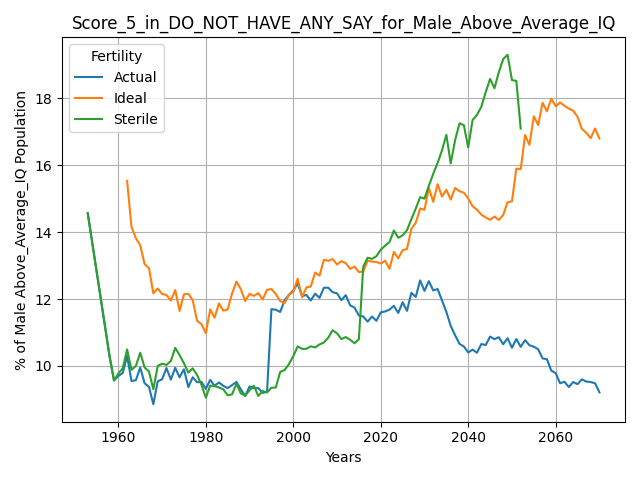 Score_5_in_DO_NOT_HAVE_ANY_SAY_for_Male_Above_Average_IQ
Fertility
Actual
Ideal
Sterile
% of Male Above_Average_IQ Population
18
16
14
12
10
1960
1980
2000
2020
2040
2060
Years